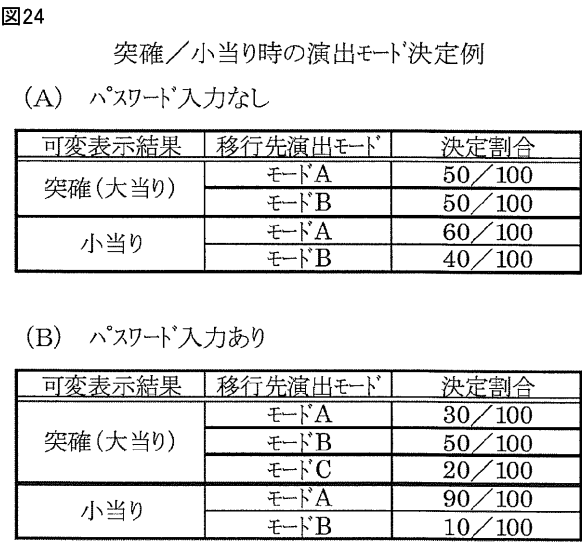 図24
突確／小当り時の演出モード決定例
(A) パスワード入力なし
可変表示結果 移行先演出モード 決定割合
突確(大当り) モードA 50／100
モードB 50／100
小当り モードA 60／100
モードB 40／100
(B) パスワード入力あり
可変表示結果 移行先演出モード 決定割合
突確(大当り) モードA 30／100
モードB 50／100
モードC 20／100
小当り モードA 90／100
モードB 10／100